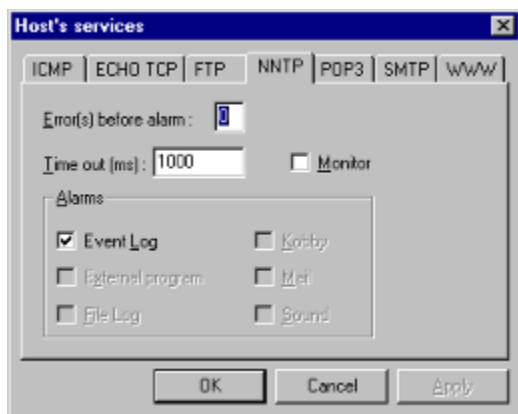 Host's services
ICMP ECHO TCP FTP NNTP POP3 SMTP WWW
Error(s) before alarm : 0
Time out (ms) : 1000 Monitor
Alarms
Event Log Kobby
External program Mail
File Log Sound
OK Cancel Apply